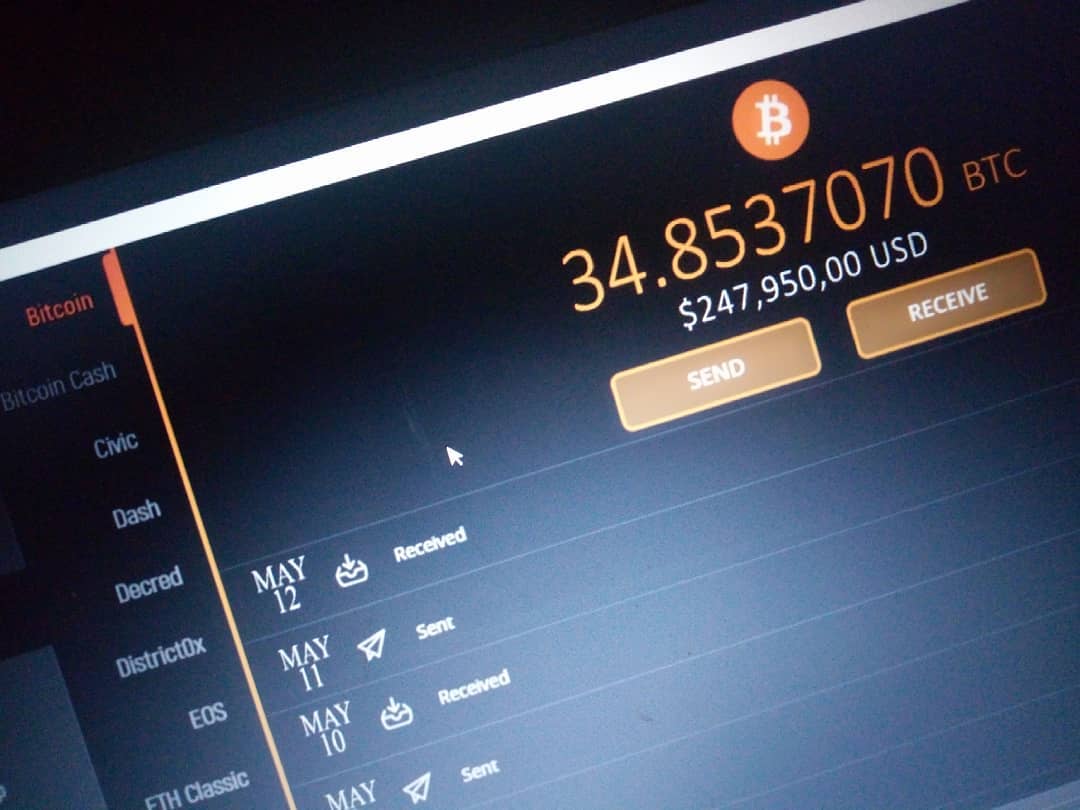 34.8537070 BTC
$247,950,00 USD
SEND
RECEIVE
Bitcoin
Bitcoin Cash
Civic
Dash
Decred
District0x
EOS
ETH Classic
MAY 12 Received
MAY 11 Sent
MAY 10 Received
MAY Sent